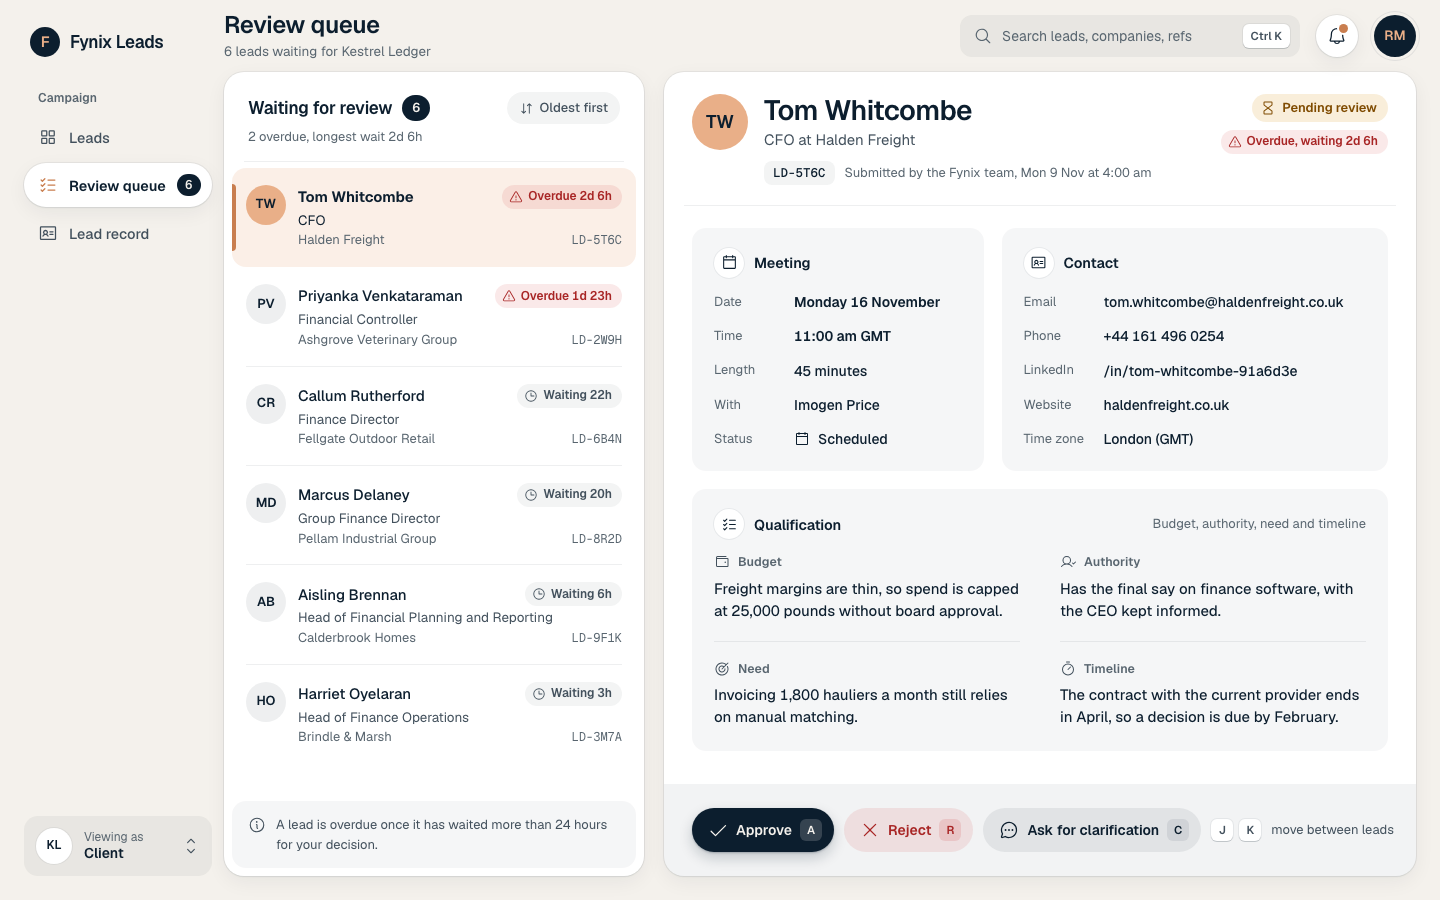 F Fynix Leads
Campaign
Leads
Review queue 6
Lead record
KL Viewing as
Client
Review queue
6 leads waiting for Kestrel Ledger
Search leads, companies, refs Ctrl K
RM
Waiting for review 6 Oldest first
2 overdue, longest wait 2d 6h
TW Tom Whitcombe Overdue 2d 6h
CFO
Halden Freight LD-5T6C
PV Priyanka Venkataraman Overdue 1d 23h
Financial Controller
Ashgrove Veterinary Group LD-2W9H
CR Callum Rutherford Waiting 22h
Finance Director
Fellgate Outdoor Retail LD-6B4N
MD Marcus Delaney Waiting 20h
Group Finance Director
Pellam Industrial Group LD-8R2D
AB Aisling Brennan Waiting 6h
Head of Financial Planning and Reporting
Calderbrook Homes LD-9F1K
HO Harriet Oyelaran Waiting 3h
Head of Finance Operations
Brindle & Marsh LD-3M7A
A lead is overdue once it has waited more than 24 hours
for your decision.
TW Tom Whitcombe Pending review
CFO at Halden Freight Overdue, waiting 2d 6h
LD-5T6C Submitted by the Fynix team, Mon 9 Nov at 4:00 am
Meeting
Date Monday 16 November
Time 11:00 am GMT
Length 45 minutes
With Imogen Price
Status Scheduled
Contact
Email tom.whitcombe@haldenfreight.co.uk
Phone +44 161 496 0254
LinkedIn /in/tom-whitcombe-91a6d3e
Website haldenfreight.co.uk
Time zone London (GMT)
Qualification Budget, authority, need and timeline
Budget
Freight margins are thin, so spend is capped
at 25,000 pounds without board approval.
Authority
Has the final say on finance software, with
the CEO kept informed.
Need
Invoicing 1,800 hauliers a month still relies
on manual matching.
Timeline
The contract with the current provider ends
in April, so a decision is due by February.
Approve A Reject R Ask for clarification C J K move between leads